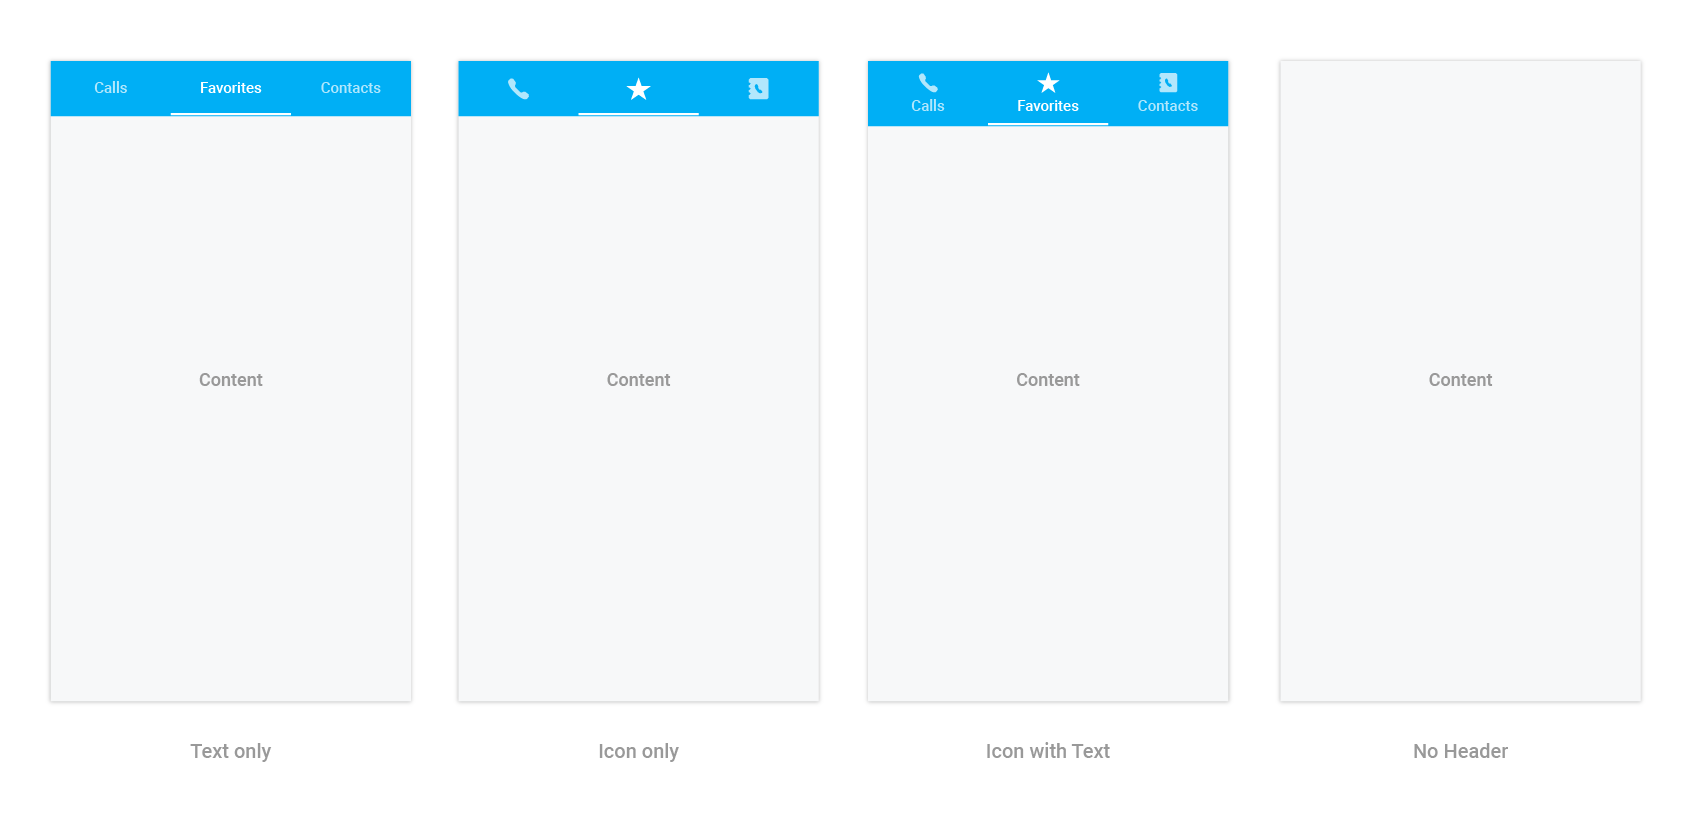 Calls Favorites Contacts
Calls Favorites Contacts
Content Content Content Content
Text only Icon only Icon with Text No Header